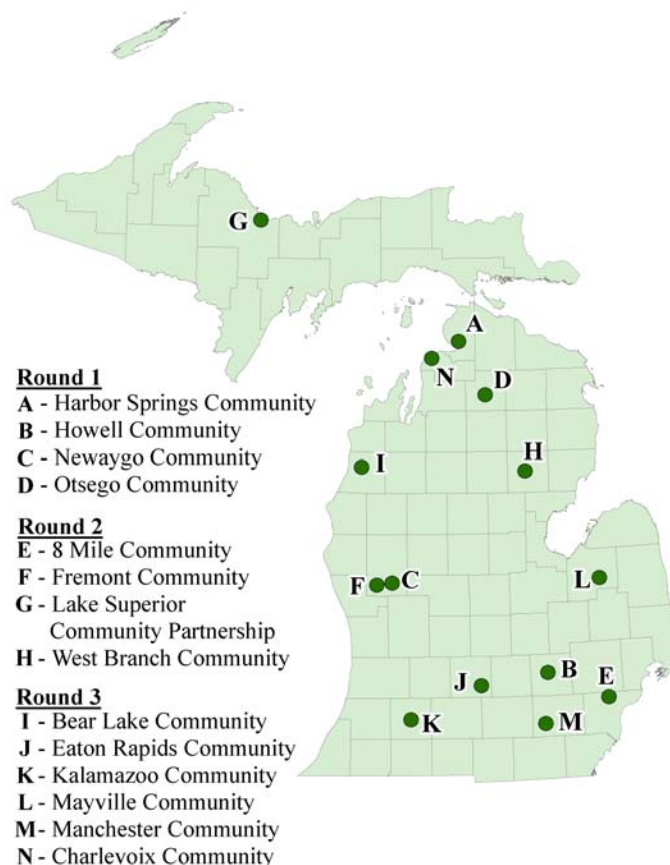 G
A
N
D
Round 1
A - Harbor Springs Community
B - Howell Community
C - Newaygo Community
D - Otsego Community
I
H
Round 2
E - 8 Mile Community
F - Fremont Community
G - Lake Superior
Community Partnership
H - West Branch Community
F
C
L
Round 3
I - Bear Lake Community
J - Eaton Rapids Community
K - Kalamazoo Community
L - Mayville Community
M - Manchester Community
N - Charlevoix Community
J
B
E
K
M